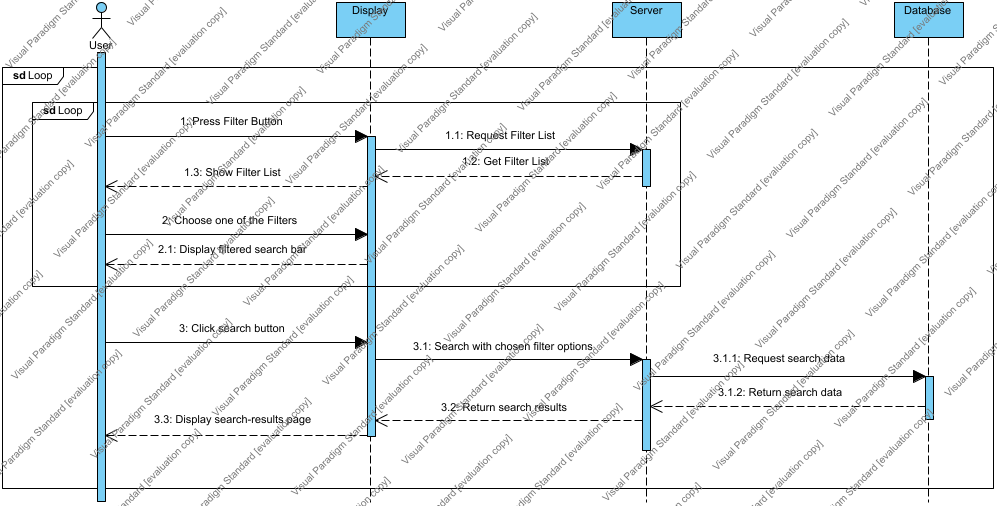 User
Display
Server
Database
sd Loop
sd Loop
1: Press Filter Button
1.1: Request Filter List
1.2: Get Filter List
1.3: Show Filter List
2: Choose one of the Filters
2.1: Display filtered search bar
3: Click search button
3.1: Search with chosen filter options
3.1.1: Request search data
3.1.2: Return search data
3.2: Return search results
3.3: Display search-results page
Visual Paradigm Standard [evaluation copy]